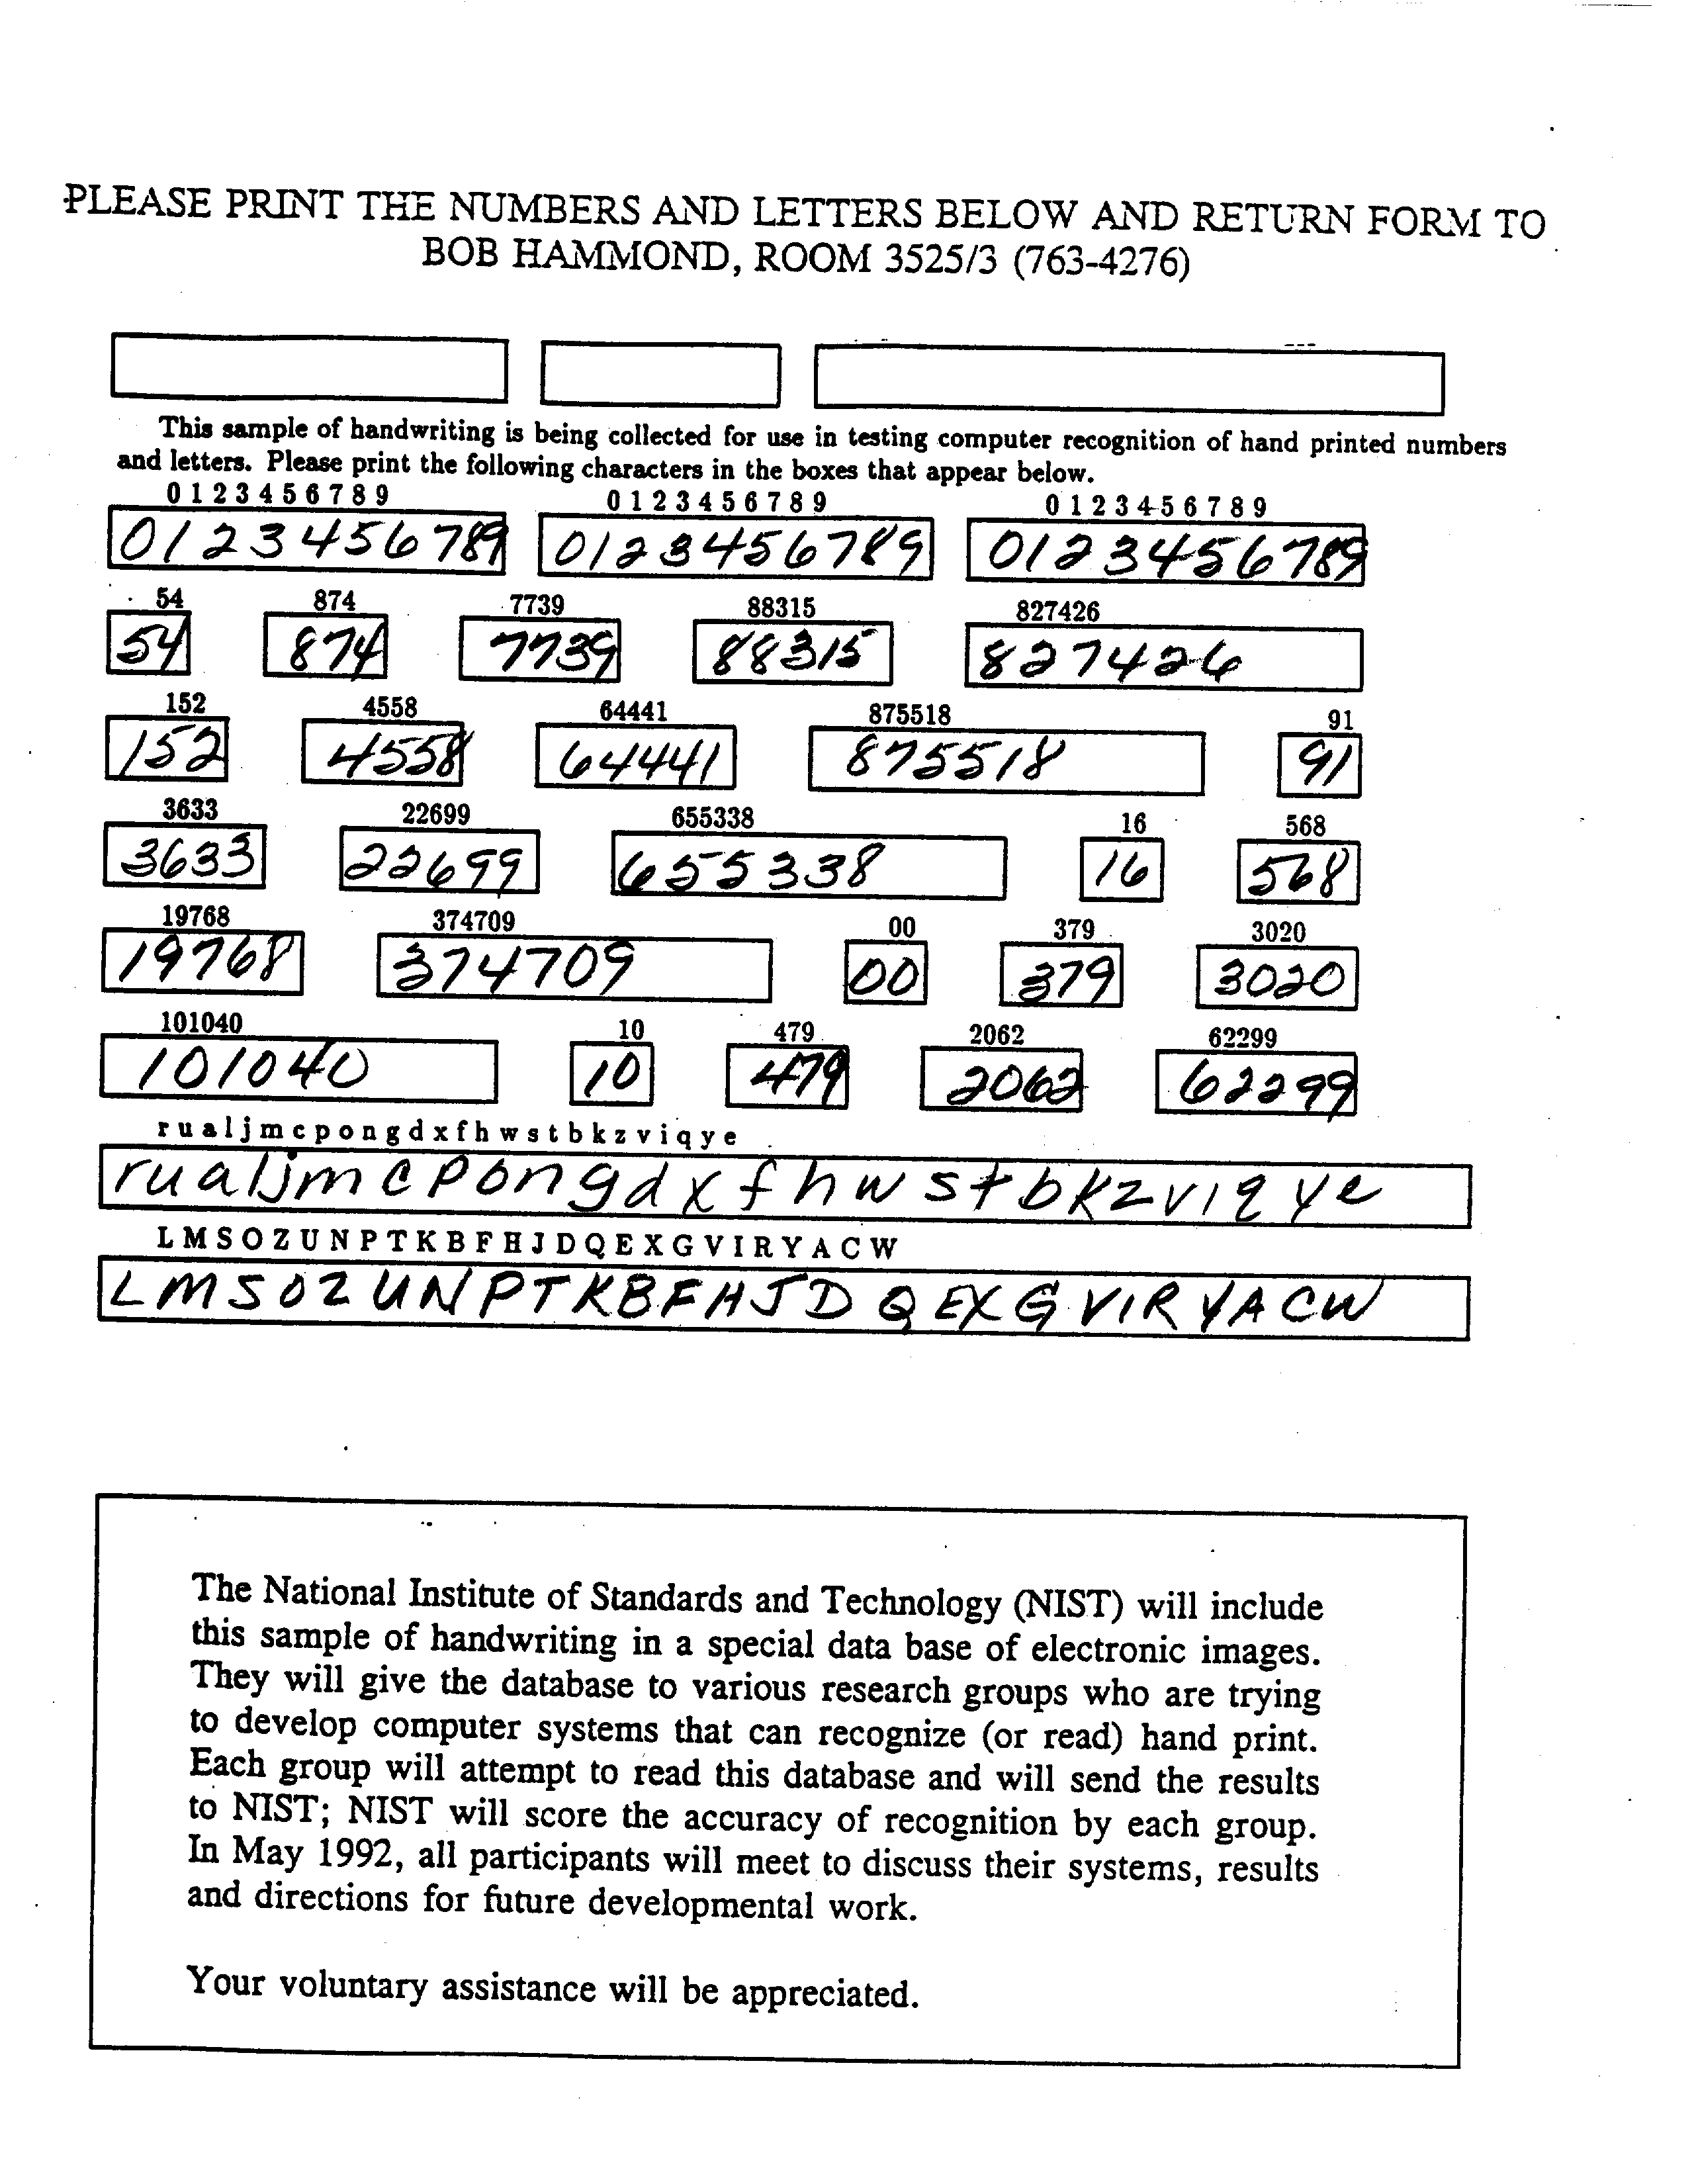 PLEASE PRINT THE NUMBERS AND LETTERS BELOW AND RETURN FORM TO
BOB HAMMOND, ROOM 3525/3 (763-4276)
This sample of handwriting is being collected for use in testing computer recognition of hand printed numbers
and letters. Please print the following characters in the boxes that appear below.
0 1 2 3 4 5 6 7 8 9 0 1 2 3 4 5 6 7 8 9 0 1 2 3 4 5 6 7 8 9
0123456789 0123456789 0123456789
54 874 7739 88315 827426
54 874 7739 88315 827426
152 4558 64441 875518 91
152 4558 64441 875518 91
3633 22699 655338 16 568
3633 22699 655338 16 568
19768 374709 00 379 3020
19768 374709 00 379 3020
101040 10 479 2062 62299
101040 10 479 2062 62299
r u a l j m c p o n g d x f h w s t b k z v i q y e
r u a l j m c p o n g d x f h w s t b k z v i q y e
L M S O Z U N P T K B F H J D Q E X G V I R Y A C W
L M S O Z U N P T K B F H J D Q E X G V I R Y A C W
The National Institute of Standards and Technology (NIST) will include
this sample of handwriting in a special data base of electronic images.
They will give the database to various research groups who are trying
to develop computer systems that can recognize (or read) hand print.
Each group will attempt to read this database and will send the results
to NIST; NIST will score the accuracy of recognition by each group.
In May 1992, all participants will meet to discuss their systems, results
and directions for future developmental work.
Your voluntary assistance will be appreciated.